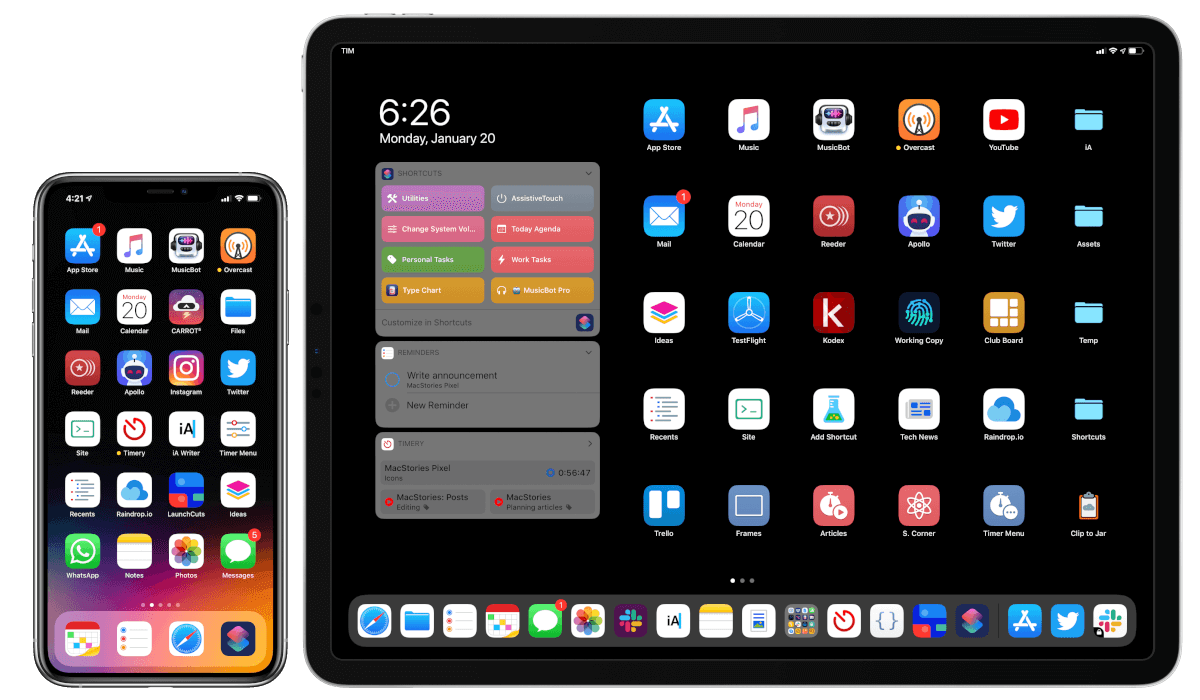 4:21
1
App Store
Music
MusicBot
Overcast
Monday
20
Mail
Calendar
CARROT⁵
Files
Reeder
Apollo
Instagram
Twitter
iA
Site
Timery
iA Writer
Timer Menu
Recents
Raindrop.io
LaunchCuts
Ideas
5
WhatsApp
Notes
Photos
Messages
TIM
6:26
Monday, January 20
SHORTCUTS
Utilities
AssistiveTouch
Change System Vol...
Today Agenda
Personal Tasks
Work Tasks
Type Chart
MusicBot Pro
Customize in Shortcuts
REMINDERS
Write announcement
MacStories Pixel
New Reminder
TIMERY
MacStories Pixel
Icons
0:56:47
MacStories: Posts
Editing
MacStories
Planning articles
App Store
Music
MusicBot
Overcast
YouTube
iA
1
Monday
20
Mail
Calendar
Reeder
Apollo
Twitter
Assets
k
Ideas
TestFlight
Kodex
Working Copy
Club Board
Temp
Recents
Site
Add Shortcut
Tech News
Raindrop.io
Shortcuts
Trello
Frames
Articles
S. Corner
Timer Menu
Clip to Jar
1
iA
{ }